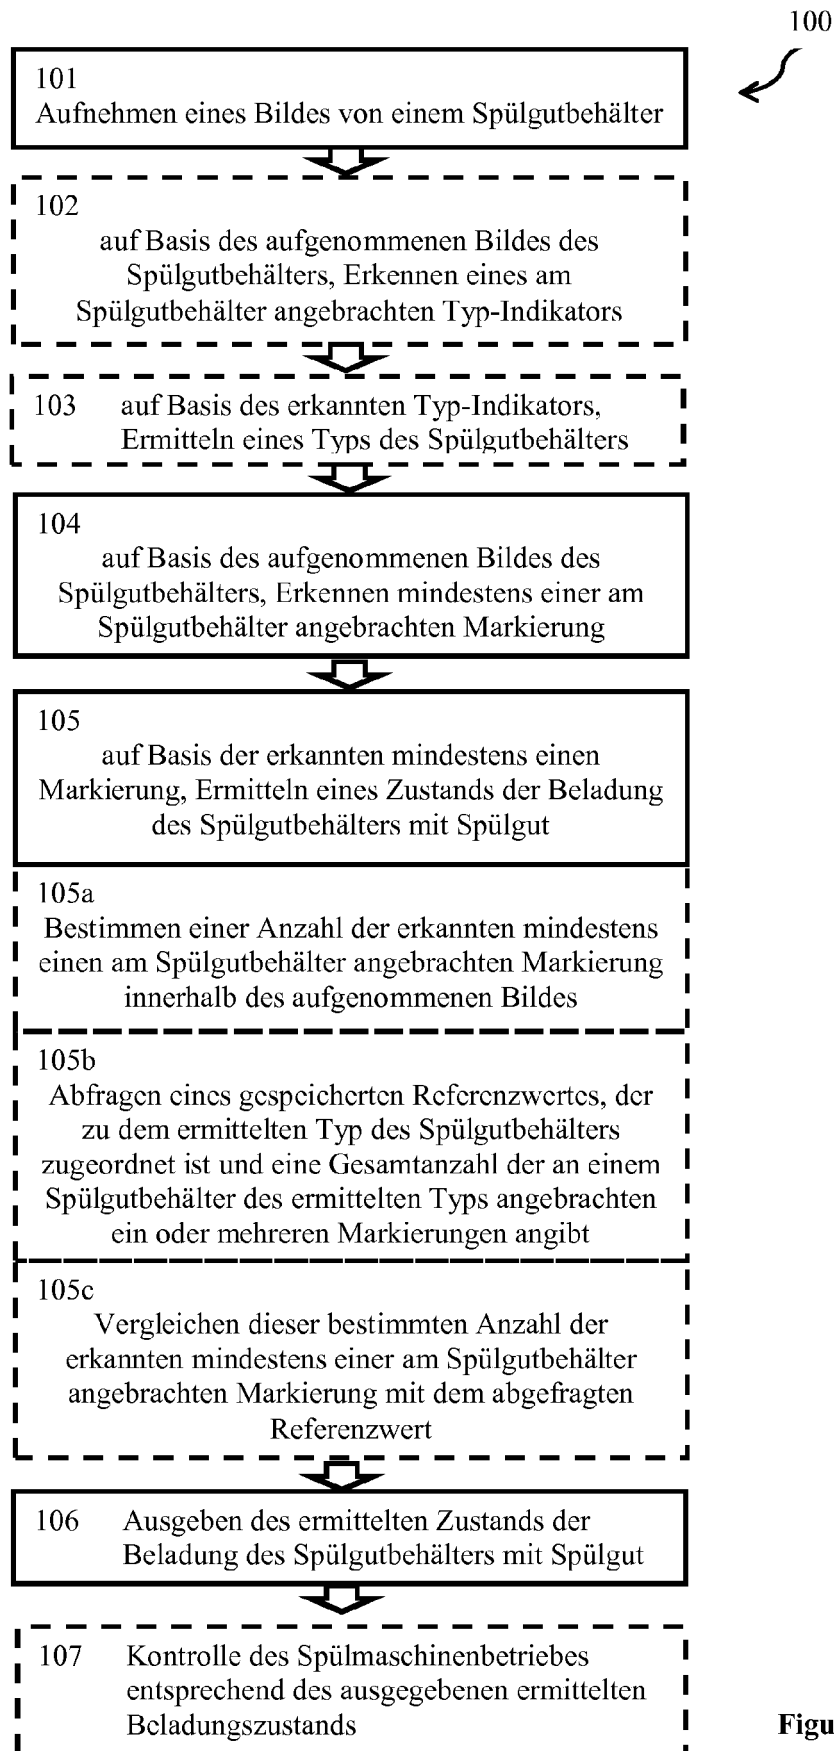 100
101
Aufnehmen eines Bildes von einem Spülgutbehälter
102
auf Basis des aufgenommenen Bildes des
Spülgutbehälters, Erkennen eines am
Spülgutbehälter angebrachten Typ-Indikators
103 auf Basis des erkannten Typ-Indikators,
Ermitteln eines Typs des Spülgutbehälters
104
auf Basis des aufgenommenen Bildes des
Spülgutbehälters, Erkennen mindestens einer am
Spülgutbehälter angebrachten Markierung
105
auf Basis der erkannten mindestens einen
Markierung, Ermitteln eines Zustands der Beladung
des Spülgutbehälters mit Spülgut
105a
Bestimmen einer Anzahl der erkannten mindestens
einen am Spülgutbehälter angebrachten Markierung
innerhalb des aufgenommenen Bildes
105b
Abfragen eines gespeicherten Referenzwertes, der
zu dem ermittelten Typ des Spülgutbehälters
zugeordnet ist und eine Gesamtanzahl der an einem
Spülgutbehälter des ermittelten Typs angebrachten
ein oder mehreren Markierungen angibt
105c
Vergleichen dieser bestimmten Anzahl der
erkannten mindestens einer am Spülgutbehälter
angebrachten Markierung mit dem abgefragten
Referenzwert
106 Ausgeben des ermittelten Zustands der
Beladung des Spülgutbehälters mit Spülgut
107 Kontrolle des Spülmaschinenbetriebes
entsprechend des ausgegebenen ermittelten
Beladungszustands
Figu